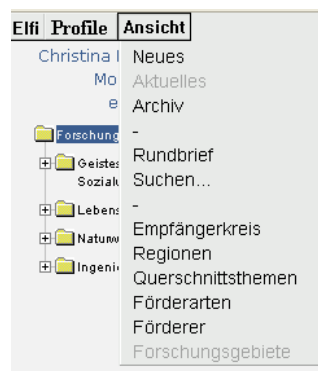 Elfi Profile Ansicht
Christina
Mo
e
Forschung
Geistes
Sozial
Lebens
Natur
Ingeni
Neues
Aktuelles
Archiv
-
Rundbrief
Suchen...
-
Empfängerkreis
Regionen
Querschnittsthemen
Förderarten
Förderer
Forschungsgebiete